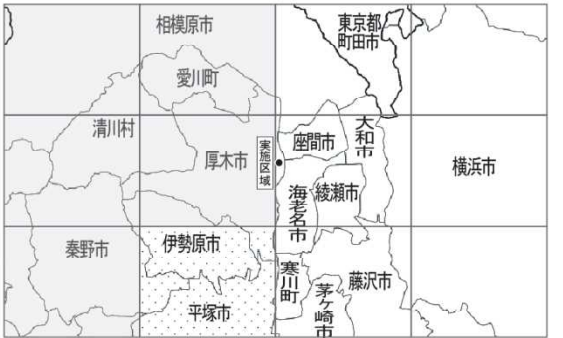 相模原市
東京都
町田市
愛川町
清川村
厚木市
実施区域
座間市
大和市
横浜市
海老名市
綾瀬市
秦野市
伊勢原市
寒川町
茅ヶ崎市
藤沢市
平塚市